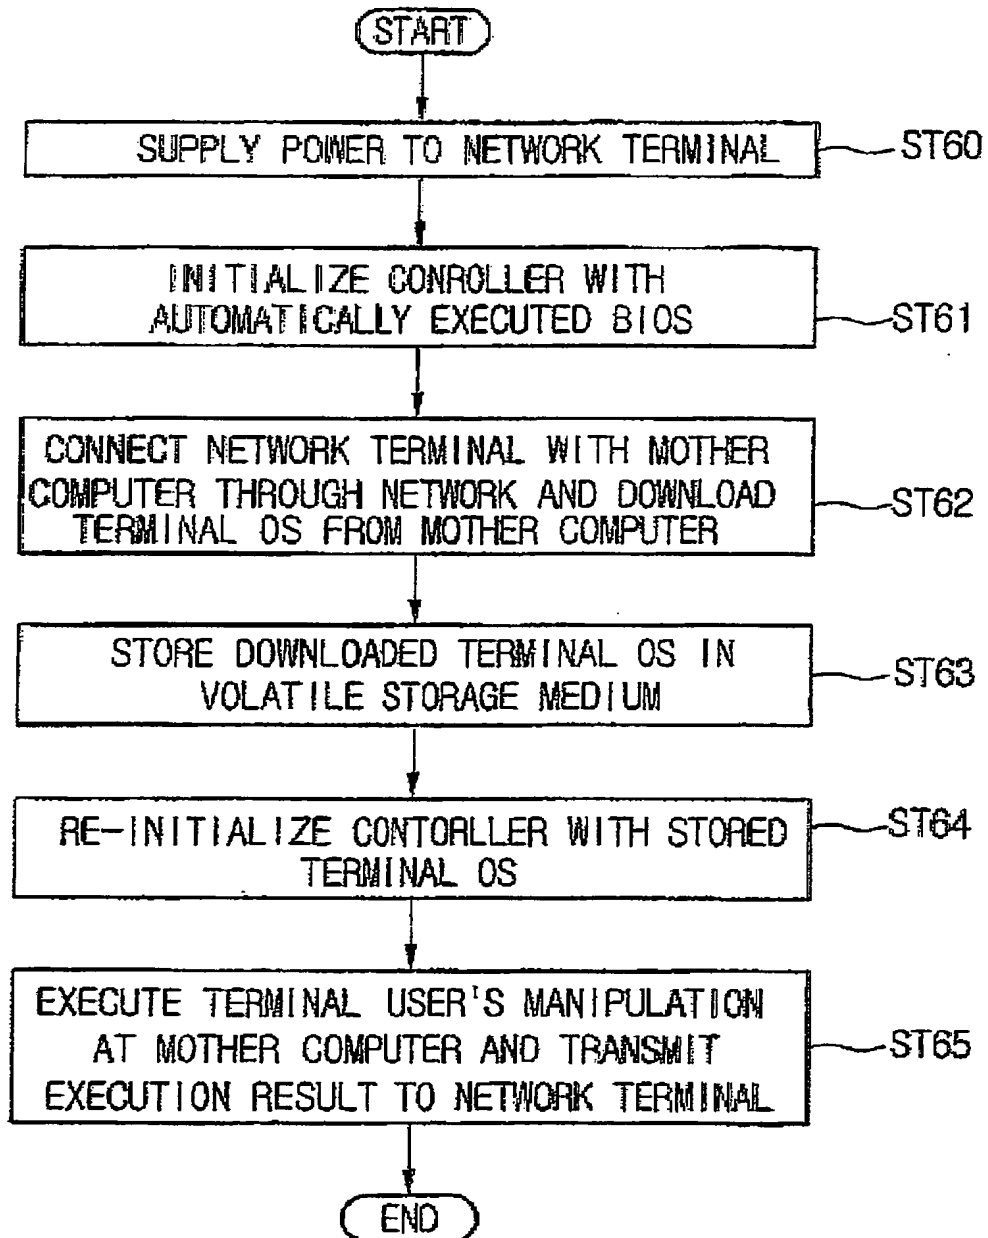 START
SUPPLY POWER TO NETWORK TERMINAL
ST60
INITIALIZE CONROLLER WITH
AUTOMATICALLY EXECUTED BIOS
ST61
CONNECT NETWORK TERMINAL WITH MOTHER
COMPUTER THROUGH NETWORK AND DOWNLOAD
TERMINAL OS FROM MOTHER COMPUTER
ST62
STORE DOWNLOADED TERMINAL OS IN
VOLATILE STORAGE MEDIUM
ST63
RE-INITIALIZE CONTORLLER WITH STORED
TERMINAL OS
ST64
EXECUTE TERMINAL USER'S MANIPULATION
AT MOTHER COMPUTER AND TRANSMIT
EXECUTION RESULT TO NETWORK TERMINAL
ST65
END